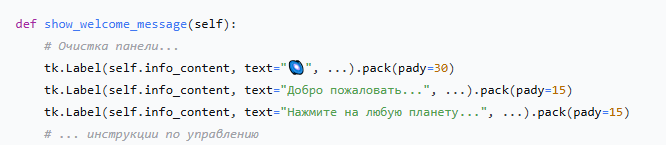 def show_welcome_message(self):
    # Очистка панели...
    tk.Label(self.info_content, text="🪐", ...).pack(pady=30)
    tk.Label(self.info_content, text="Добро пожаловать...", ...).pack(pady=15)
    tk.Label(self.info_content, text="Нажмите на любую планету...", ...).pack(pady=15)
    # ... инструкции по управлению